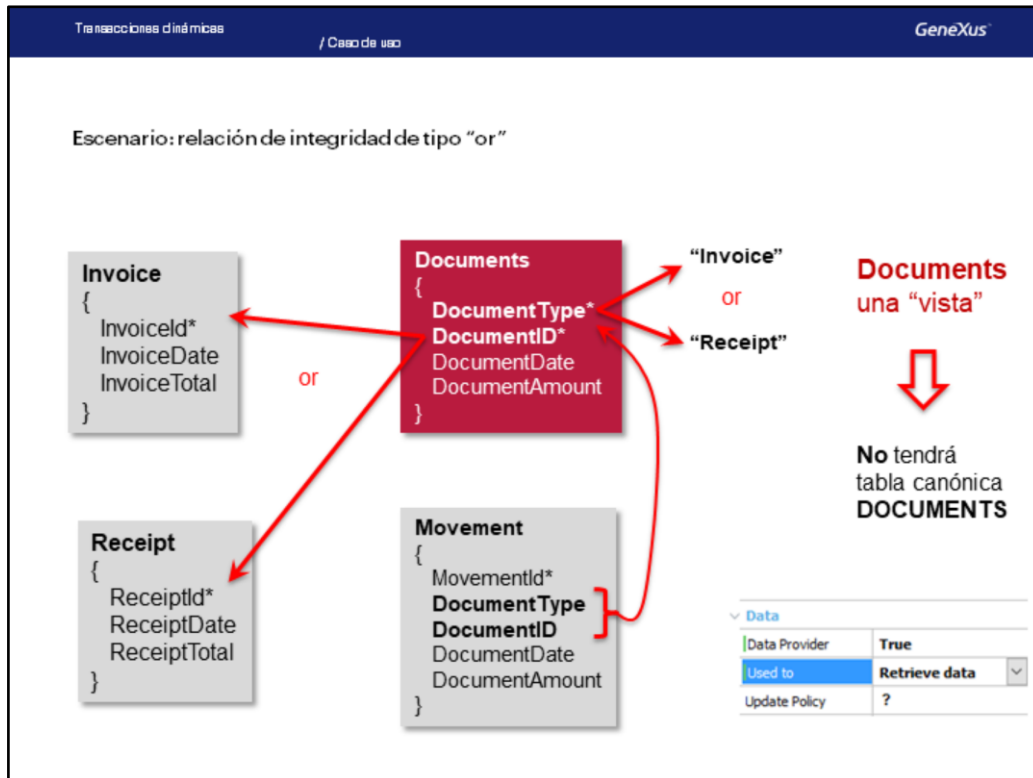 Transacciones dinámicas
/ Caso de uso
GeneXus
Escenario: relación de integridad de tipo “or”
Invoice
{
InvoiceId*
InvoiceDate
InvoiceTotal
}
or
Documents
{
DocumentType*
DocumentID*
DocumentDate
DocumentAmount
}
“Invoice”
or
“Receipt”
Documents
una “vista”
No tendrá
tabla canónica
DOCUMENTS
Receipt
{
ReceiptId*
ReceiptDate
ReceiptTotal
}
Movement
{
MovementId*
DocumentType
DocumentID
DocumentDate
DocumentAmount
}
Data
Data Provider True
Used to Retrieve data
Update Policy ?